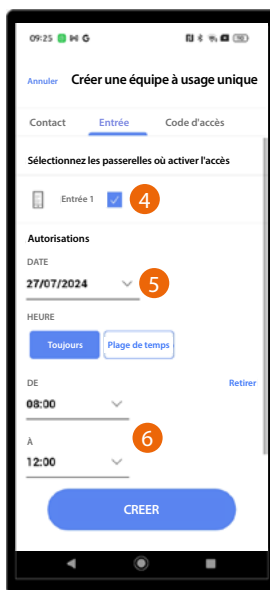 09:25
Annuler Créer une équipe à usage unique
Contact Entrée Code d'accès
Sélectionnez les passerelles où activer l'accès
Entrée 1 4
Autorisations
DATE
27/07/2024 5
HEURE
Toujours Plage de temps
DE Retirer
08:00
6
À
12:00
CREER